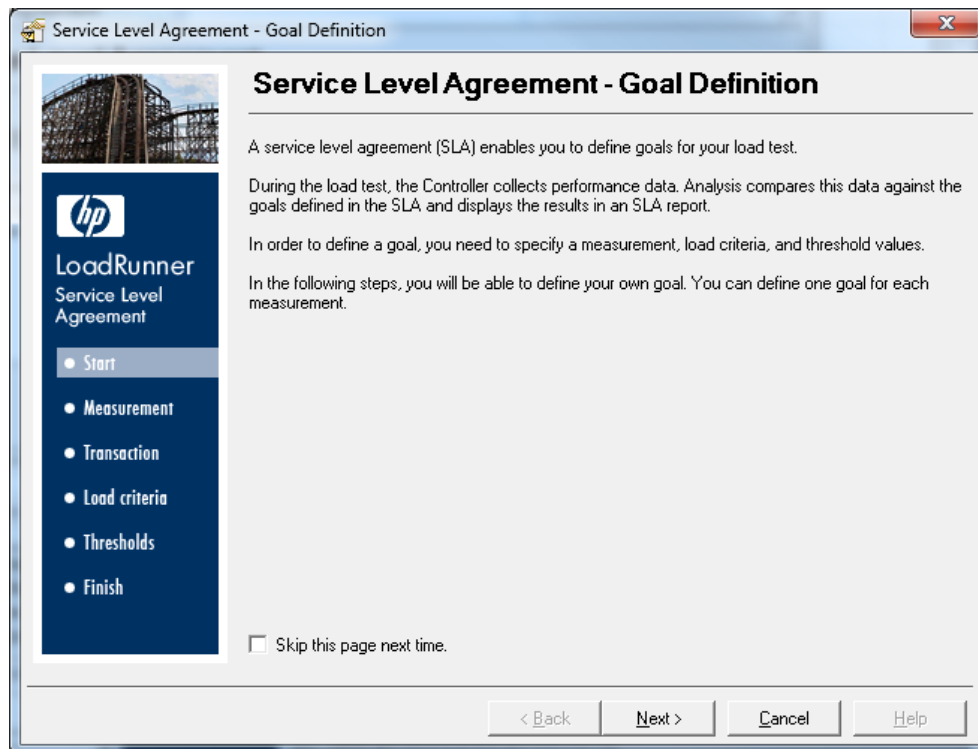 Service Level Agreement - Goal Definition
Service Level Agreement - Goal Definition
A service level agreement (SLA) enables you to define goals for your load test.
During the load test, the Controller collects performance data. Analysis compares this data against the
goals defined in the SLA and displays the results in an SLA report.
In order to define a goal, you need to specify a measurement, load criteria, and threshold values.
In the following steps, you will be able to define your own goal. You can define one goal for each
measurement.
hp
LoadRunner
Service Level
Agreement
Start
Measurement
Transaction
Load criteria
Thresholds
Finish
Skip this page next time.
< Back
Next >
Cancel
Help